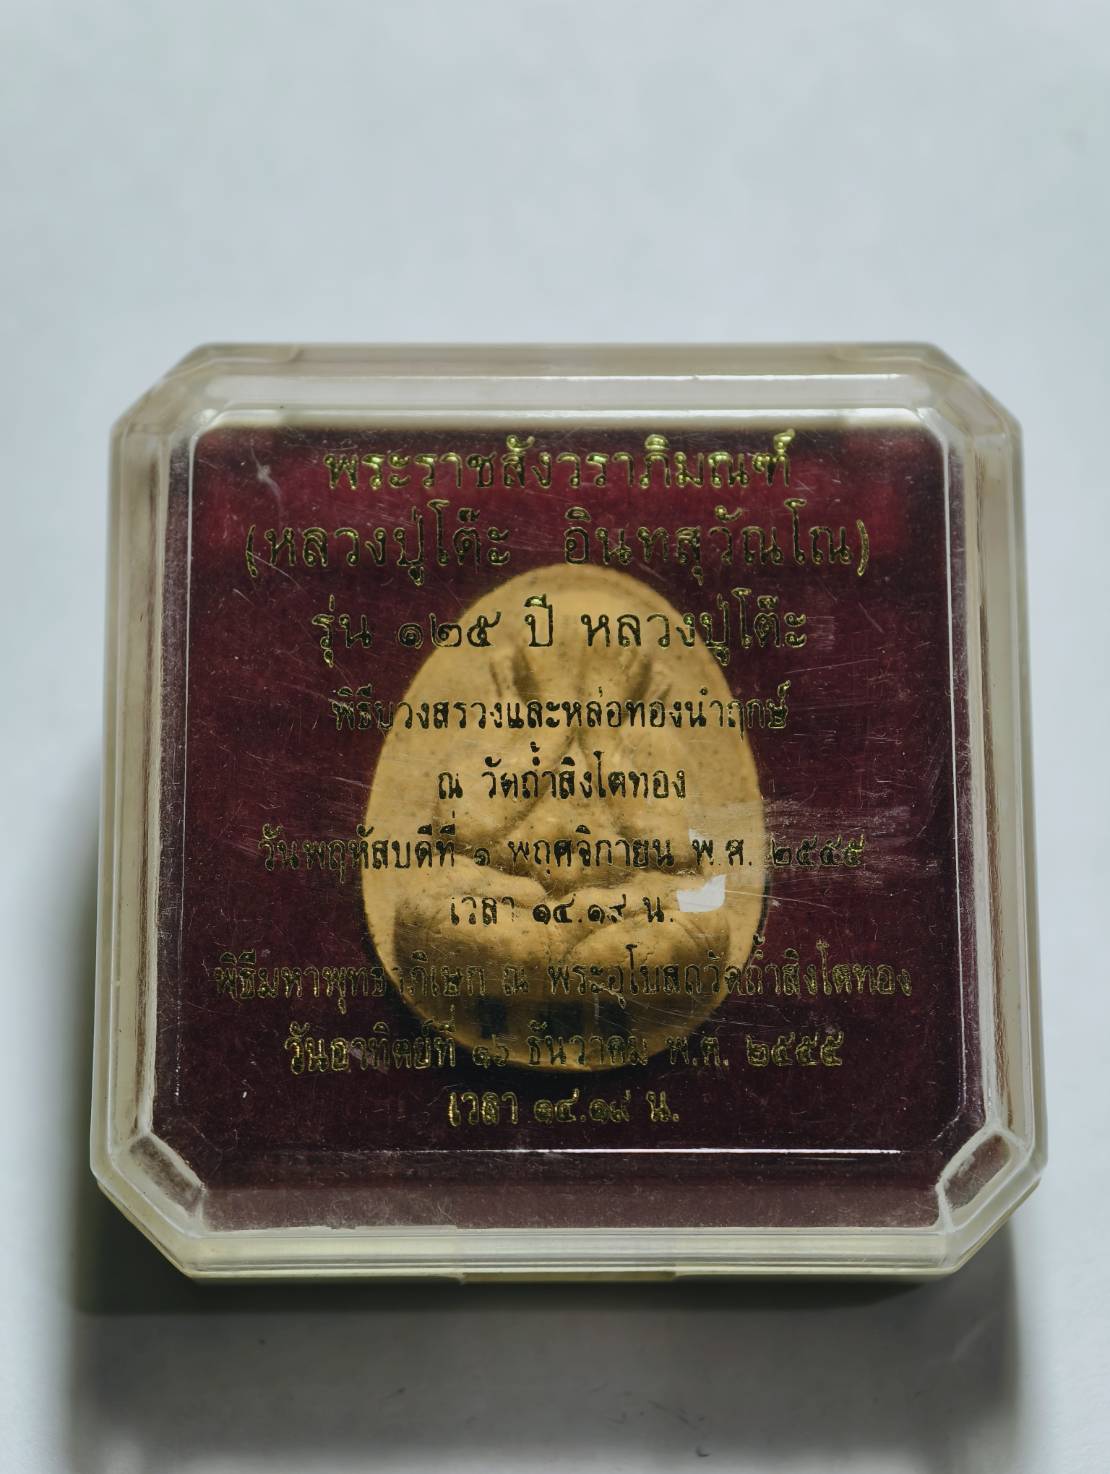 พระราชสังวราภิมณฑ์
(หลวงปู่โต๊ะ อินทสุวัณโณ)
รุ่น ๑๒๕ ปี หลวงปู่โต๊ะ
พิธีบวงสรวงและหล่อทองนำฤกษ์
ณ วัดถ้ำสิงโตทอง
วันพฤหัสบดีที่ ๑ พฤศจิกายน พ.ศ. ๒๕๕๕
เวลา ๑๔.๑๙ น.
พิธีมหาพุทธาภิเษก ณ พระอุโบสถวัดถ้ำสิงโตทอง
วันอาทิตย์ที่ ๑๖ ธันวาคม พ.ศ. ๒๕๕๕
เวลา ๑๔.๑๙ น.